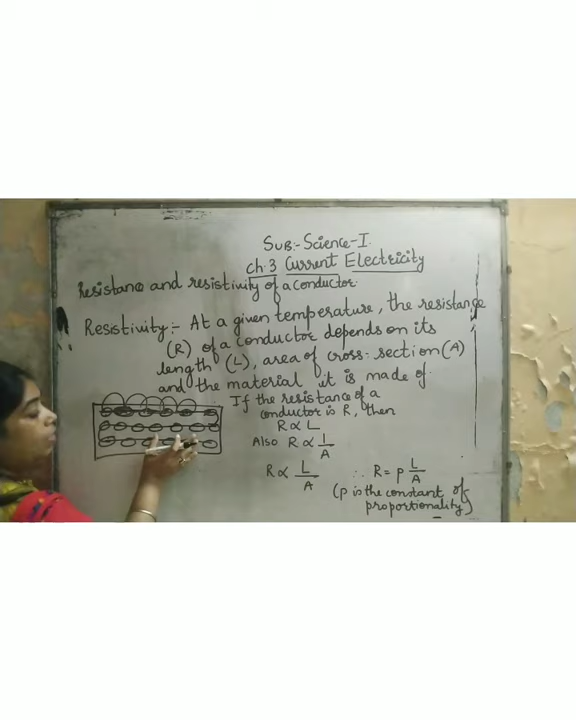 SUB:- Science-I.
ch:3 Current Electricity
Resistance and resistivity of a conductor.
Resistivity:- At a given temperature, the resistance
(R) of a conductor depends on its
length (L), area of cross-section (A)
and the material it is made of.
If the resistance of a
conductor is R, then
R ∝ L
Also R ∝ 1/A
R ∝ L/A ∴ R = ρ L/A
(ρ is the constant of
proportionality)